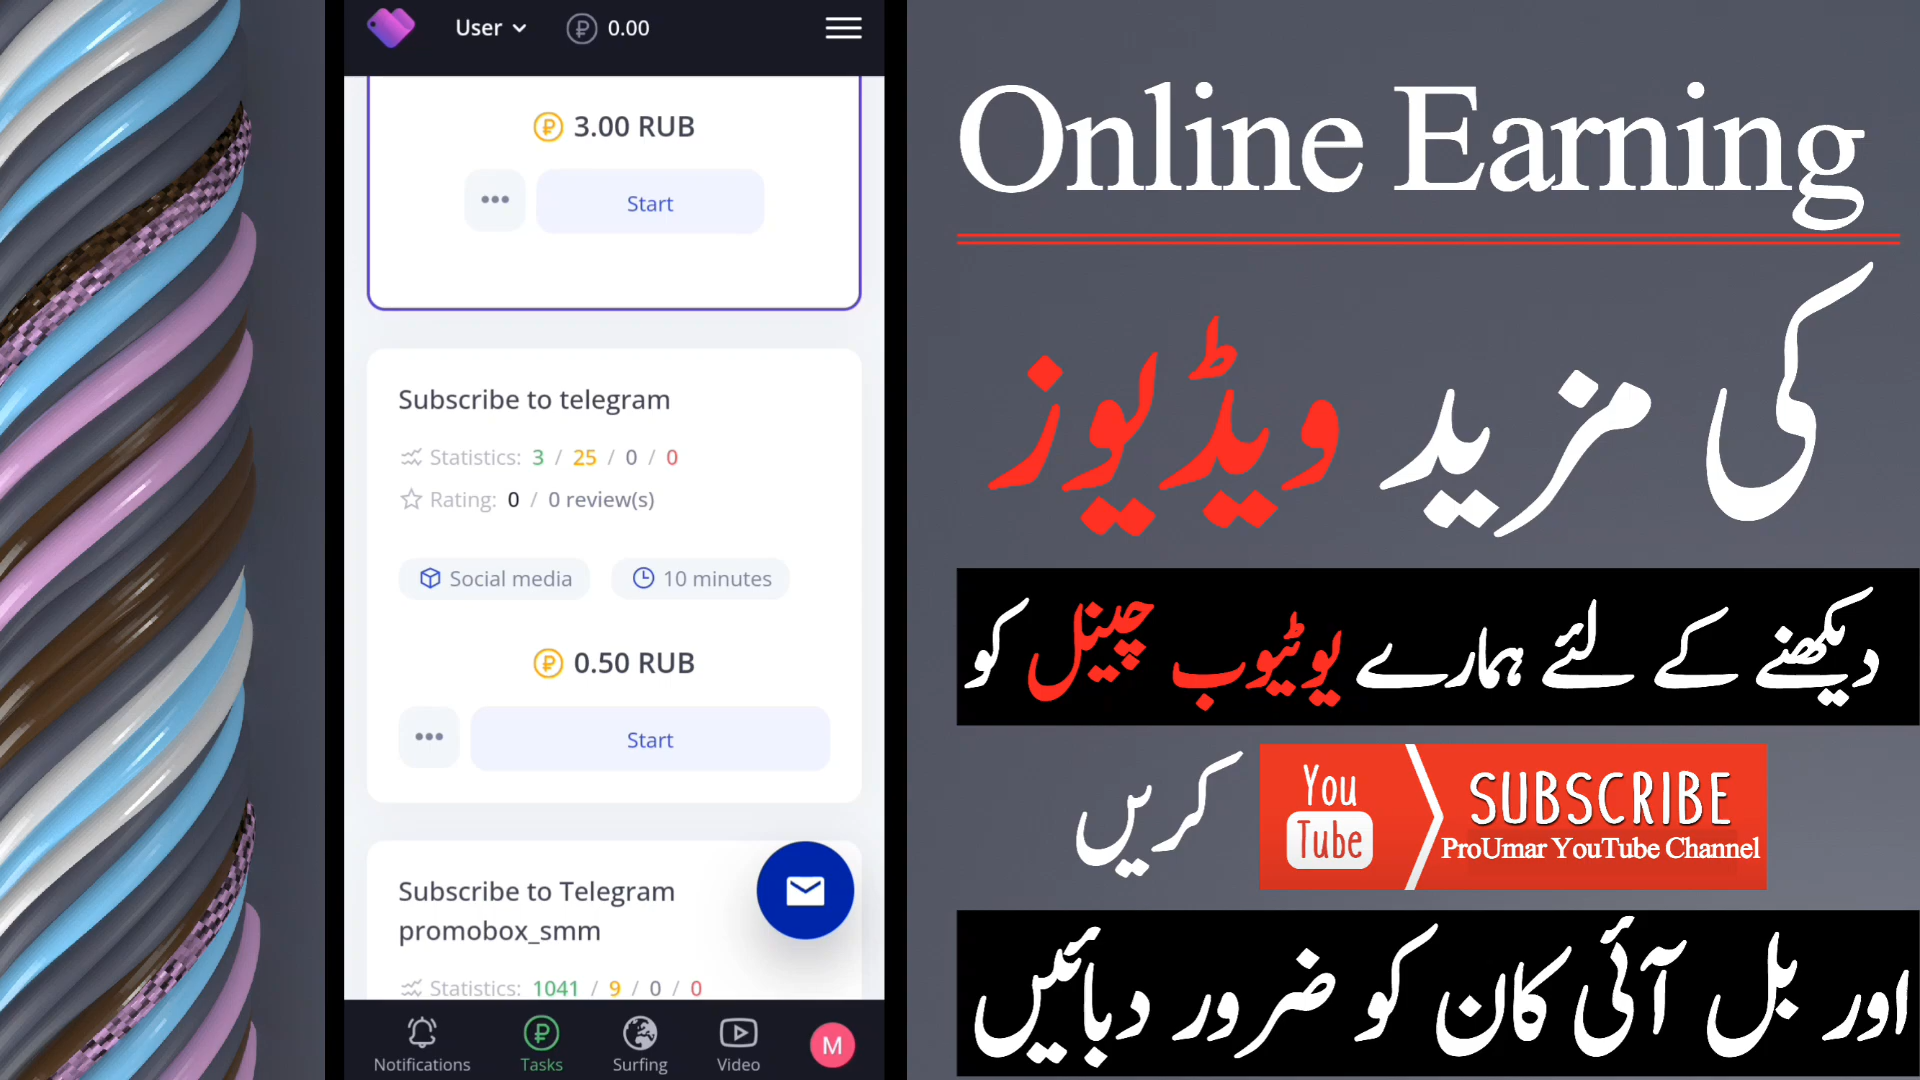 User
0.00
3.00 RUB
Start
Subscribe to telegram
Statistics: 3 / 25 / 0 / 0
Rating: 0 / 0 review(s)
Social media
10 minutes
0.50 RUB
Start
Subscribe to Telegram
promobox_smm
Statistics: 1041 / 9 / 0 / 0
Notifications
Tasks
Surfing
Video
M
Online Earning
کی مزید ویڈیوز
دیکھنے کے لئے ہمارے یوٹیوب چینل کو
You
Tube
SUBSCRIBE
ProUmar YouTube Channel
کریں
اور بل آئی کان کو ضرور دبائیں